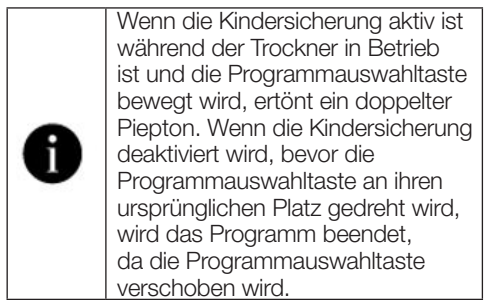 Wenn die Kindersicherung aktiv ist
während der Trockner in Betrieb
ist und die Programmauswahltaste
bewegt wird, ertönt ein doppelter
Piepton. Wenn die Kindersicherung
deaktiviert wird, bevor die
Programmauswahltaste an ihren
ursprünglichen Platz gedreht wird,
wird das Programm beendet,
da die Programmauswahltaste
verschoben wird.